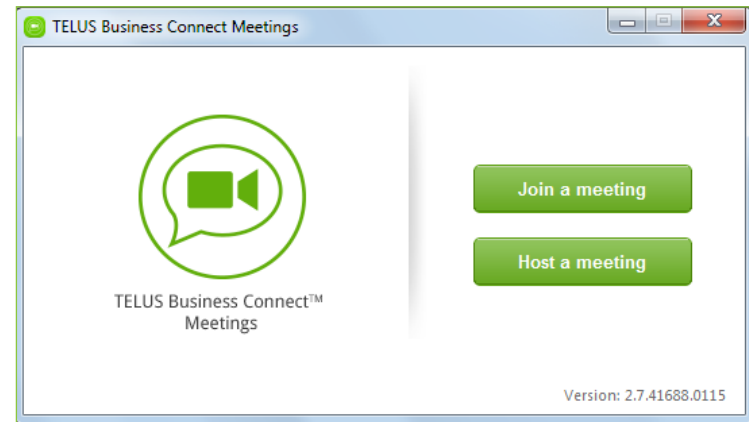 TELUS Business Connect Meetings
TELUS Business Connect™
Meetings
Join a meeting
Host a meeting
Version: 2.7.41688.0115